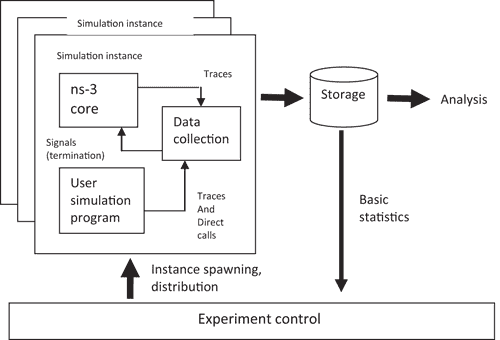 Simulation instance
Simulation instance
Traces
ns-3
core
Data
collection
Signals
(termination)
User
simulation
program
Traces
And
Direct
calls
Storage
Analysis
Basic
statistics
Instance spawning,
distribution
Experiment control